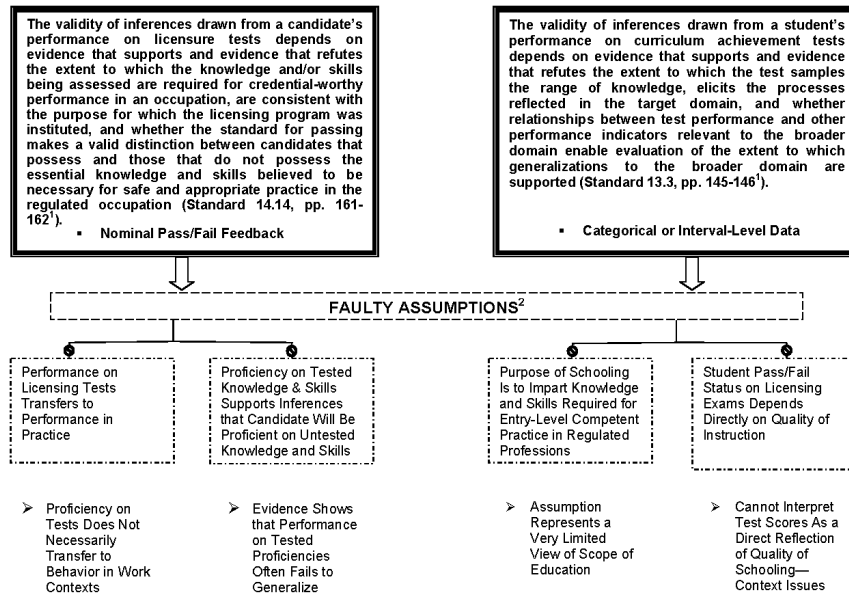 The validity of inferences drawn from a candidate's
performance on licensure tests depends on
evidence that supports and evidence that refutes
the extent to which the knowledge and/or skills
being assessed are required for credential-worthy
performance in an occupation, are consistent with
the purpose for which the licensing program was
instituted, and whether the standard for passing
makes a valid distinction between candidates that
possess and those that do not possess the
essential knowledge and skills believed to be
necessary for safe and appropriate practice in the
regulated occupation (Standard 14.14, pp. 161-
162¹).
▪ Nominal Pass/Fail Feedback
The validity of inferences drawn from a student's
performance on curriculum achievement tests
depends on evidence that supports and evidence
that refutes the extent to which the test samples
the range of knowledge, elicits the processes
reflected in the target domain, and whether
relationships between test performance and other
performance indicators relevant to the broader
domain enable evaluation of the extent to which
generalizations to the broader domain are
supported (Standard 13.3, pp. 145-146¹).
▪ Categorical or Interval-Level Data
FAULTY ASSUMPTIONS²
Performance on
Licensing Tests
Transfers to
Performance in
Practice
Proficiency on Tested
Knowledge & Skills
Supports Inferences
that Candidate Will Be
Proficient on Untested
Knowledge and Skills
Purpose of Schooling
Is to Impart Knowledge
and Skills Required for
Entry-Level Competent
Practice in Regulated
Professions
Student Pass/Fail
Status on Licensing
Exams Depends
Directly on Quality of
Instruction
➢ Proficiency on
Tests Does Not
Necessarily
Transfer to
Behavior in Work
Contexts
➢ Evidence Shows
that Performance
on Tested
Proficiencies
Often Fails to
Generalize
➢ Assumption
Represents a
Very Limited
View of Scope of
Education
➢ Cannot Interpret
Test Scores As a
Direct Reflection
of Quality of
Schooling—
Context Issues